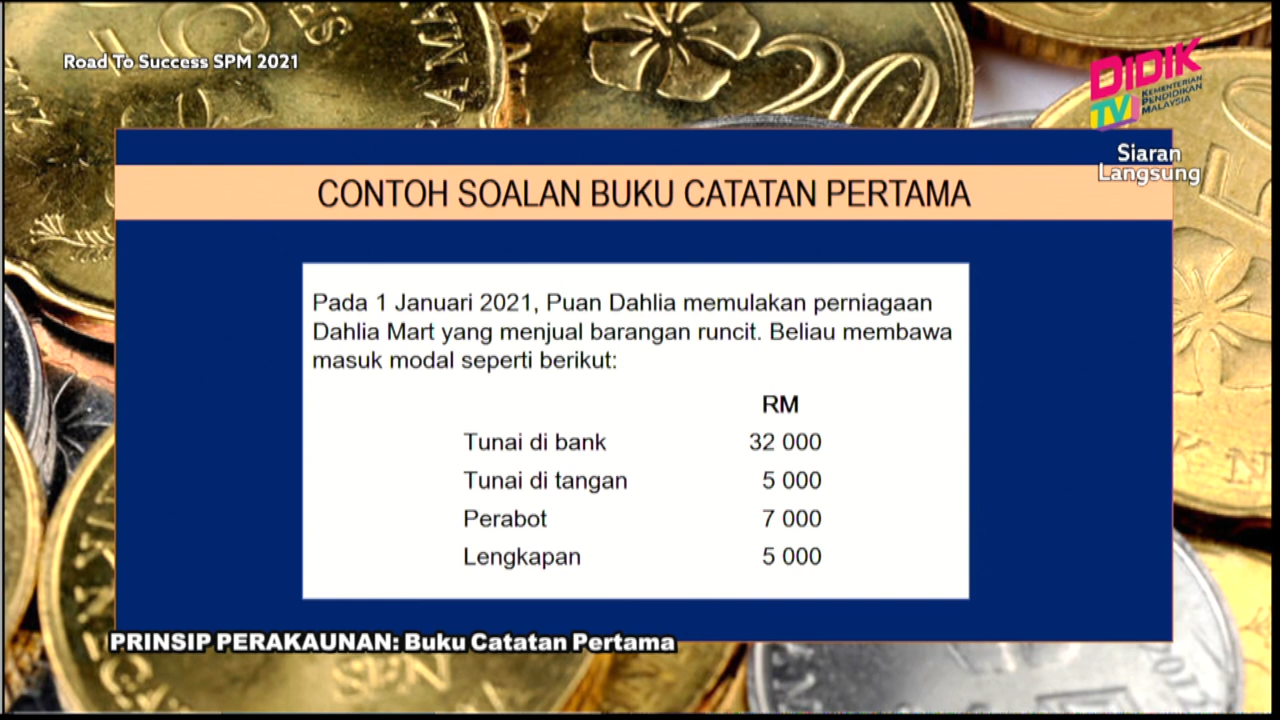 Road To Success SPM 2021
DIDIK
TV
KEMENTERIAN
PENDIDIKAN
MALAYSIA
Siaran
Langsung
CONTOH SOALAN BUKU CATATAN PERTAMA
Pada 1 Januari 2021, Puan Dahlia memulakan perniagaan
Dahlia Mart yang menjual barangan runcit. Beliau membawa
masuk modal seperti berikut:
RM
Tunai di bank 32 000
Tunai di tangan 5 000
Perabot 7 000
Lengkapan 5 000
PRINSIP PERAKAUNAN: Buku Catatan Pertama
20